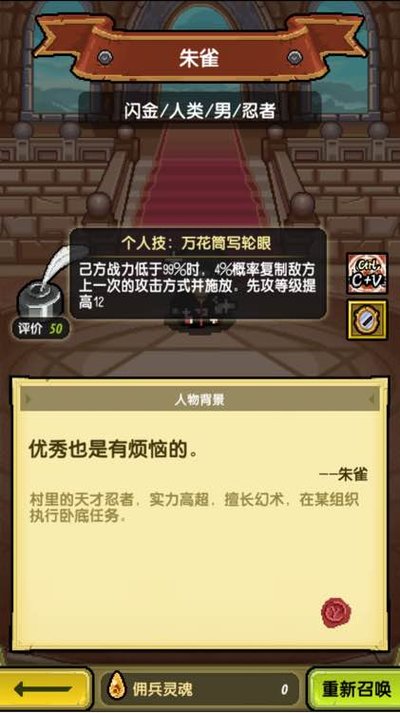 朱雀
闪金/人类/男/忍者
个人技：万花筒写轮眼
己方战力低于99%时，4%概率复制敌方
上一次的攻击方式并施放。先攻等级提
高12
Ctrl
C+V
评价 50
人物背景
优秀也是有烦恼的。
--朱雀
村里的天才忍者，实力高超，擅长幻术，在某组织
执行卧底任务。
佣兵灵魂 0
重新召唤